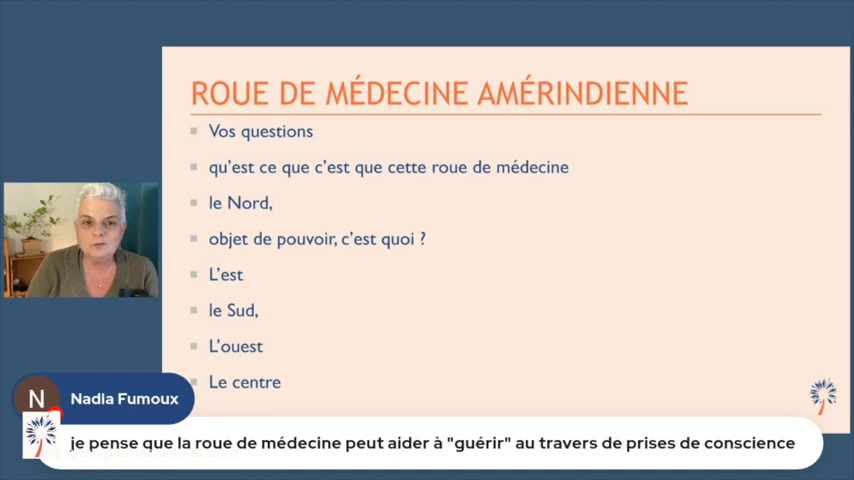 ROUE DE MÉDECINE AMÉRINDIENNE
Vos questions
qu'est ce que c'est que cette roue de médecine
le Nord,
objet de pouvoir, c'est quoi ?
L'est
le Sud,
L'ouest
Le centre
N
Nadia Fumoux
je pense que la roue de médecine peut aider à "guérir" au travers de prises de conscience